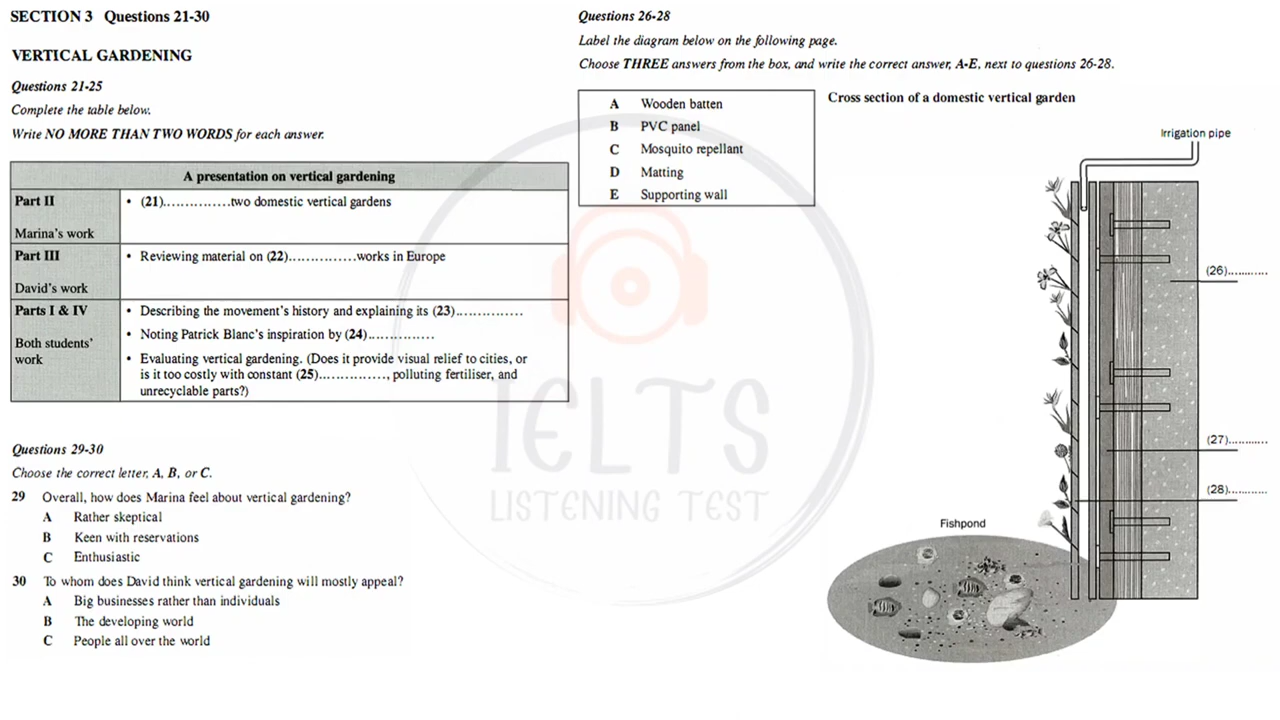 SECTION 3 Questions 21-30
VERTICAL GARDENING
Questions 21-25
Complete the table below.
Write NO MORE THAN TWO WORDS for each answer.
A presentation on vertical gardening
Part II
Marina's work
• (21)...............two domestic vertical gardens
Part III
David's work
• Reviewing material on (22)...............works in Europe
Parts I & IV
Both students'
work
• Describing the movement's history and explaining its (23)...............
• Noting Patrick Blanc's inspiration by (24)...............
• Evaluating vertical gardening. (Does it provide visual relief to cities, or
is it too costly with constant (25)..............., polluting fertiliser, and
unrecyclable parts?)
Questions 29-30
Choose the correct letter, A, B, or C.
29 Overall, how does Marina feel about vertical gardening?
A Rather skeptical
B Keen with reservations
C Enthusiastic
30 To whom does David think vertical gardening will mostly appeal?
A Big businesses rather than individuals
B The developing world
C People all over the world
Questions 26-28
Label the diagram below on the following page.
Choose THREE answers from the box, and write the correct answer, A-E, next to questions 26-28.
A Wooden batten
B PVC panel
C Mosquito repellant
D Matting
E Supporting wall
Cross section of a domestic vertical garden
Irrigation pipe
(26)............
(27)............
(28)............
Fishpond
IELTS
LISTENING TEST